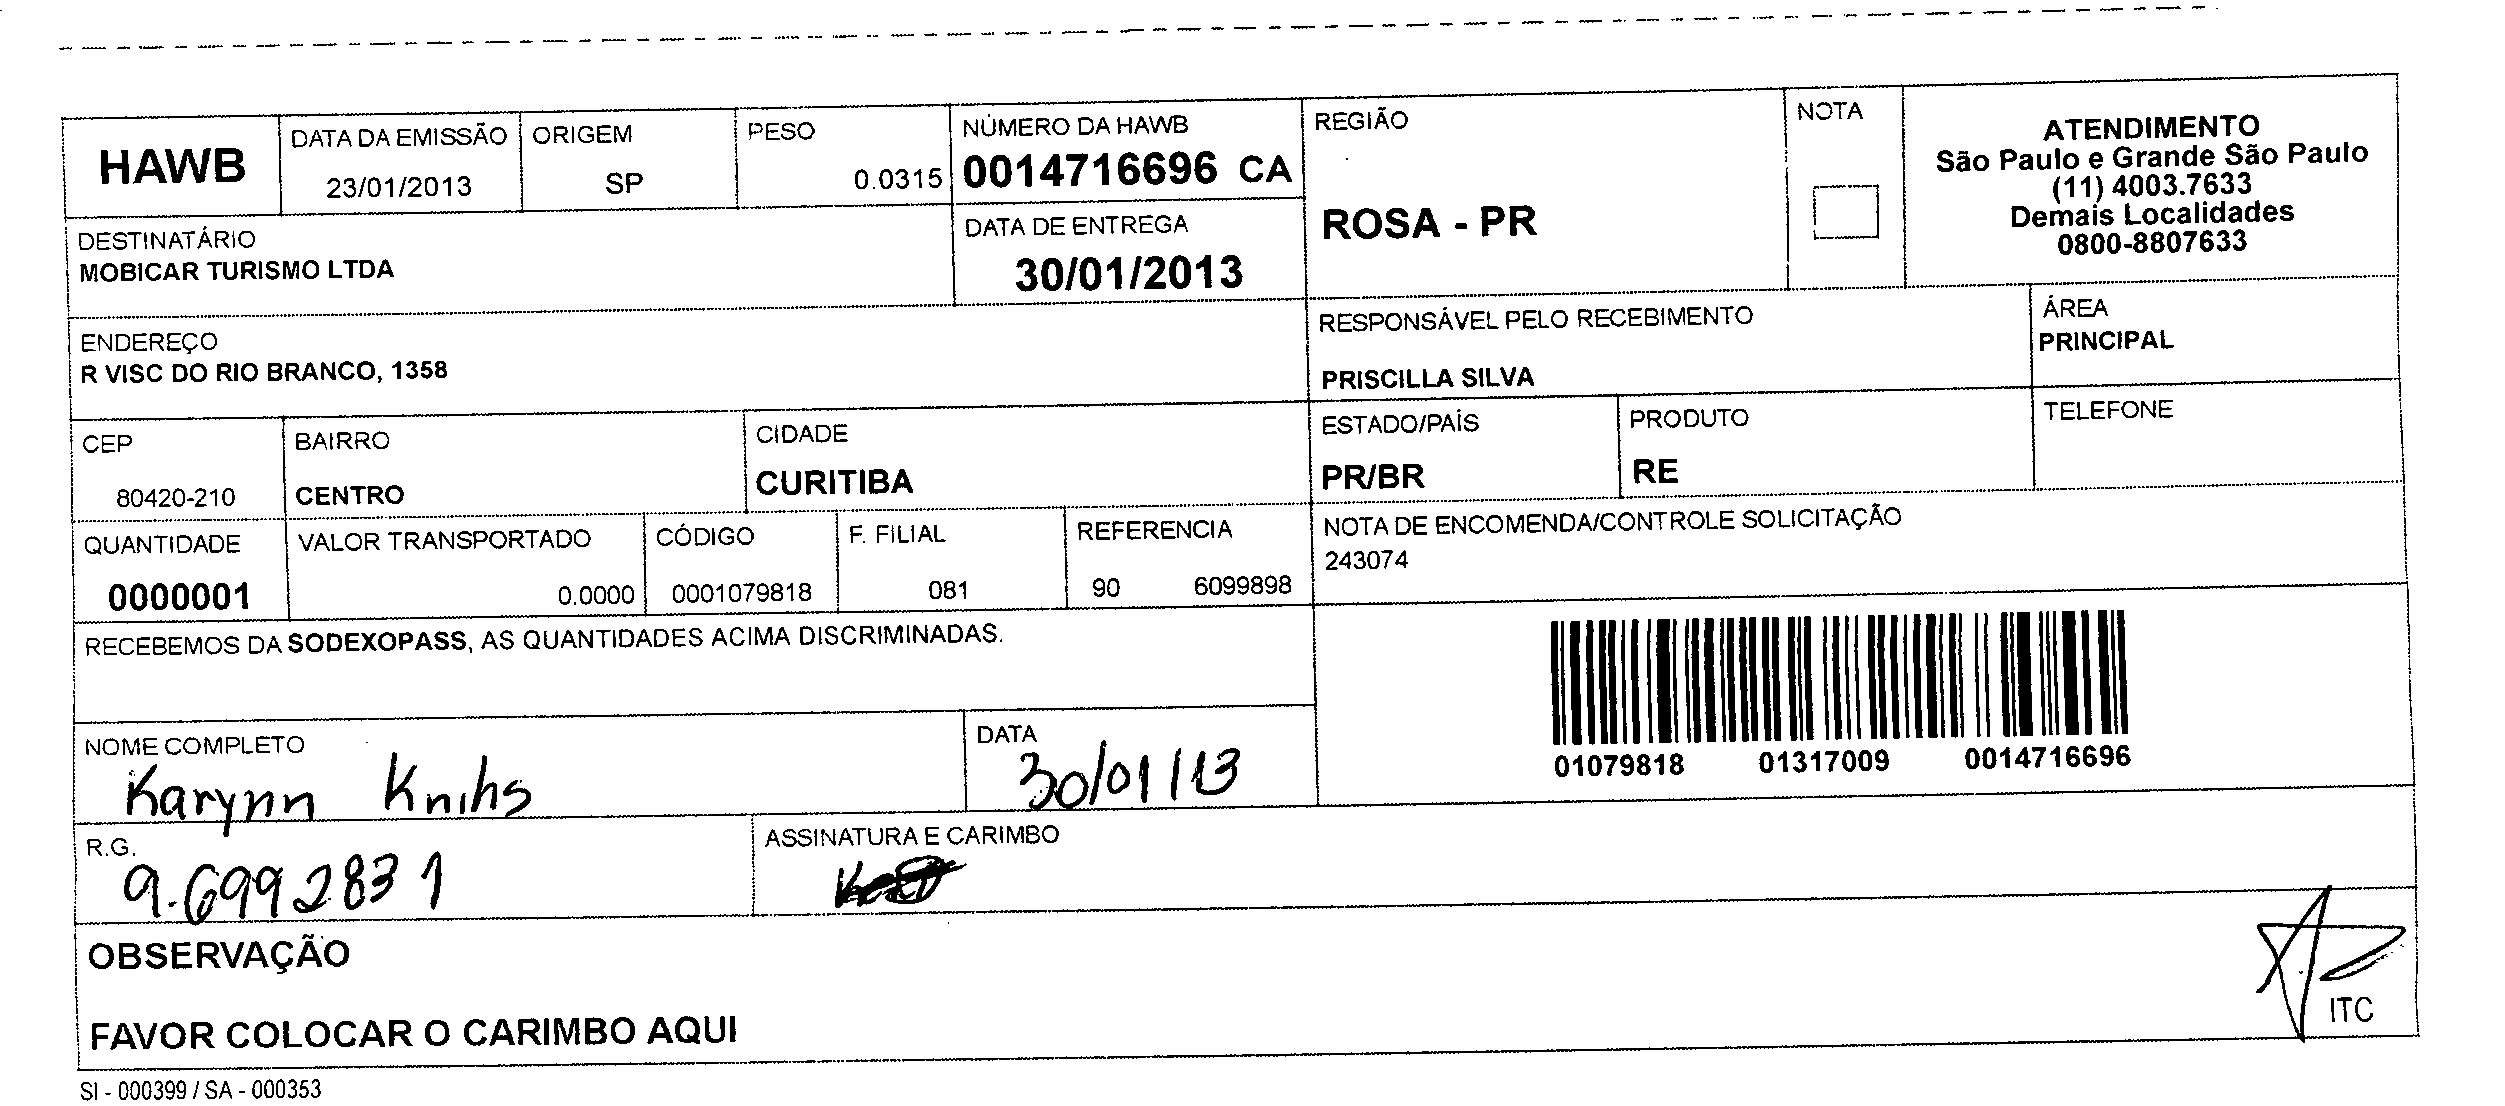 HAWB
DATA DA EMISSÃO
23/01/2013
ORIGEM
SP
PESO
0.0315
NÚMERO DA HAWB
0014716696 CA
REGIÃO
ROSA - PR
NOTA
ATENDIMENTO
São Paulo e Grande São Paulo
(11) 4003.7633
Demais Localidades
0800-8807633
DESTINATÁRIO
MOBICAR TURISMO LTDA
DATA DE ENTREGA
30/01/2013
ENDEREÇO
R VISC DO RIO BRANCO, 1358
RESPONSÁVEL PELO RECEBIMENTO
PRISCILLA SILVA
ÁREA
PRINCIPAL
CEP
80420-210
BAIRRO
CENTRO
CIDADE
CURITIBA
ESTADO/PAÍS
PR/BR
PRODUTO
RE
TELEFONE
QUANTIDADE
0000001
VALOR TRANSPORTADO
0.0000
CÓDIGO
0001079818
F. FILIAL
081
REFERENCIA
90 6099898
NOTA DE ENCOMENDA/CONTROLE SOLICITAÇÃO
243074
RECEBEMOS DA SODEXOPASS, AS QUANTIDADES ACIMA DISCRIMINADAS.
01079818 01317009 0014716696
NOME COMPLETO
Karynn Knihs
DATA
30/01/13
R.G.
9.6992831
ASSINATURA E CARIMBO
OBSERVAÇÃO
FAVOR COLOCAR O CARIMBO AQUI
ITC
SI - 000399 / SA - 000353